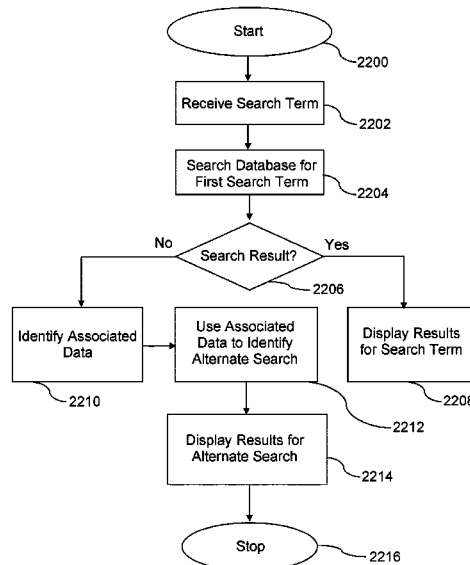 Start
2200
Receive Search Term
2202
Search Database for
First Search Term
2204
No
Search Result?
Yes
2206
Identify Associated
Data
2210
Use Associated
Data to Identify
Alternate Search
2212
Display Results
for Search Term
2208
Display Results for
Alternate Search
2214
Stop
2216